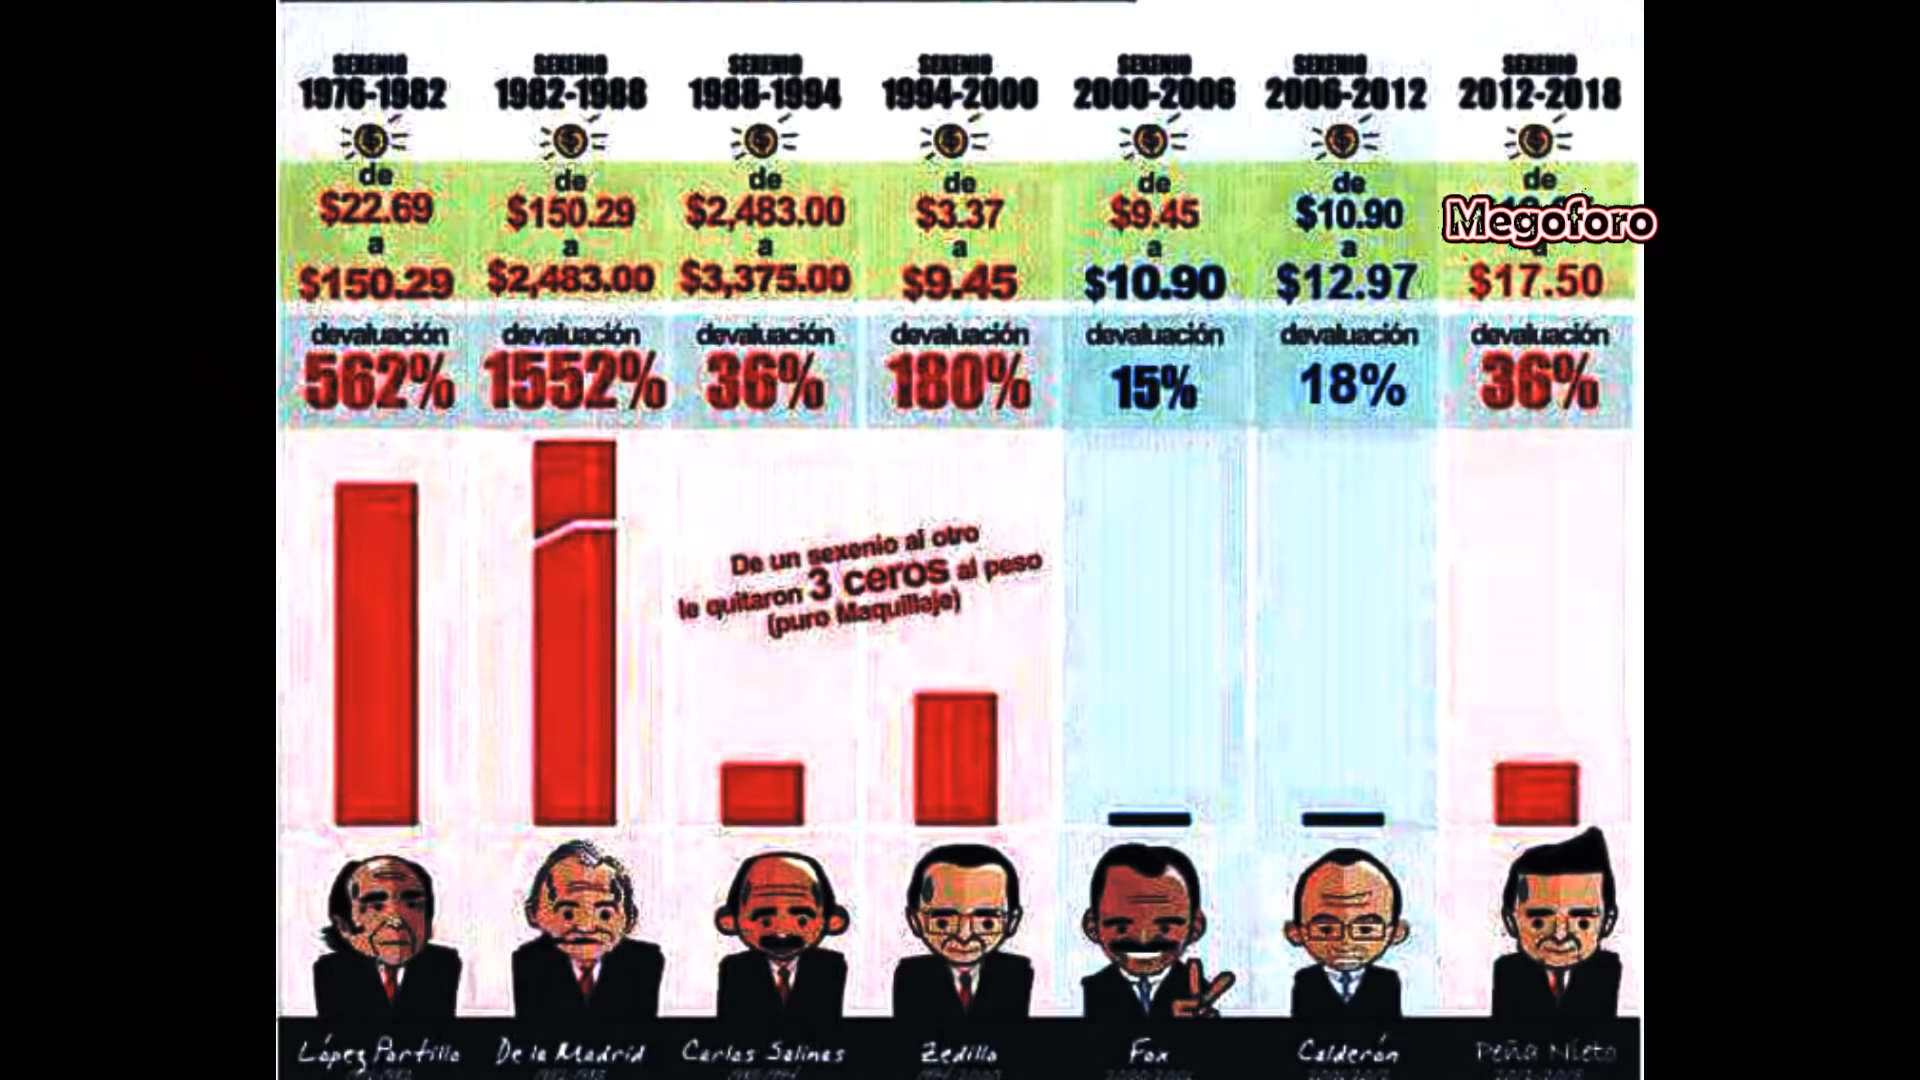 SEXENIO SEXENIO SEXENIO SEXENIO SEXENIO SEXENIO SEXENIO
1976-1982 1982-1988 1988-1994 1994-2000 2000-2006 2006-2012 2012-2018
de de de de de de de
$22.69 $150.29 $2,483.00 $3.37 $9.45 $10.90 Megoforo
a a a a a a
$150.29 $2,483.00 $3,375.00 $9.45 $10.90 $12.97 $17.50
devaluación devaluación devaluación devaluación devaluación devaluación devaluación
562% 1552% 36% 180% 15% 18% 36%
De un sexenio al otro
le quitaron 3 ceros al peso
(puro Maquillaje)
López Portillo De la Madrid Carlos Salinas Zedillo Fox Calderón Peña Nieto